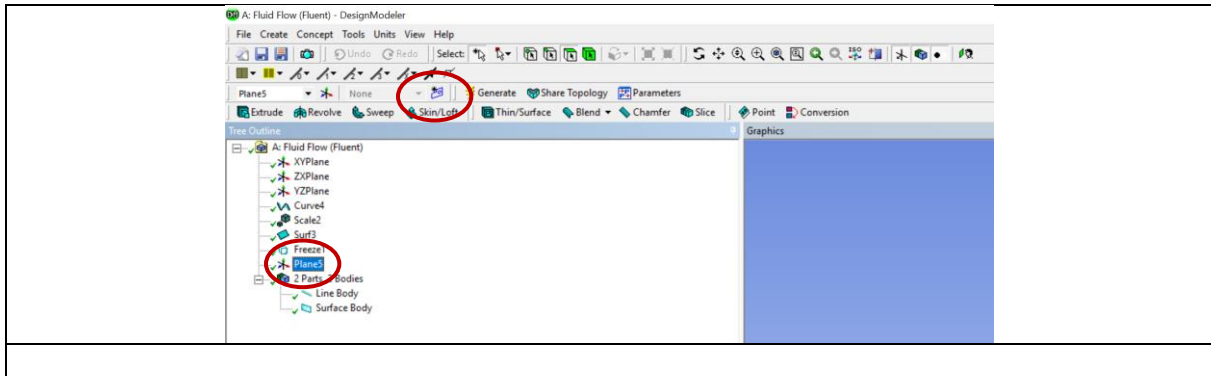 A: Fluid Flow (Fluent) - DesignModeler
File Create Concept Tools Units View Help
Undo Redo Select:
Plane5 None Generate Share Topology Parameters
Extrude Revolve Sweep Skin/Loft Thin/Surface Blend Chamfer Slice Point Conversion
Tree Outline Graphics
A: Fluid Flow (Fluent)
XYPlane
ZXPlane
YZPlane
Curve4
Scale2
Surf3
Freeze1
Plane5
2 Parts, 2 Bodies
Line Body
Surface Body